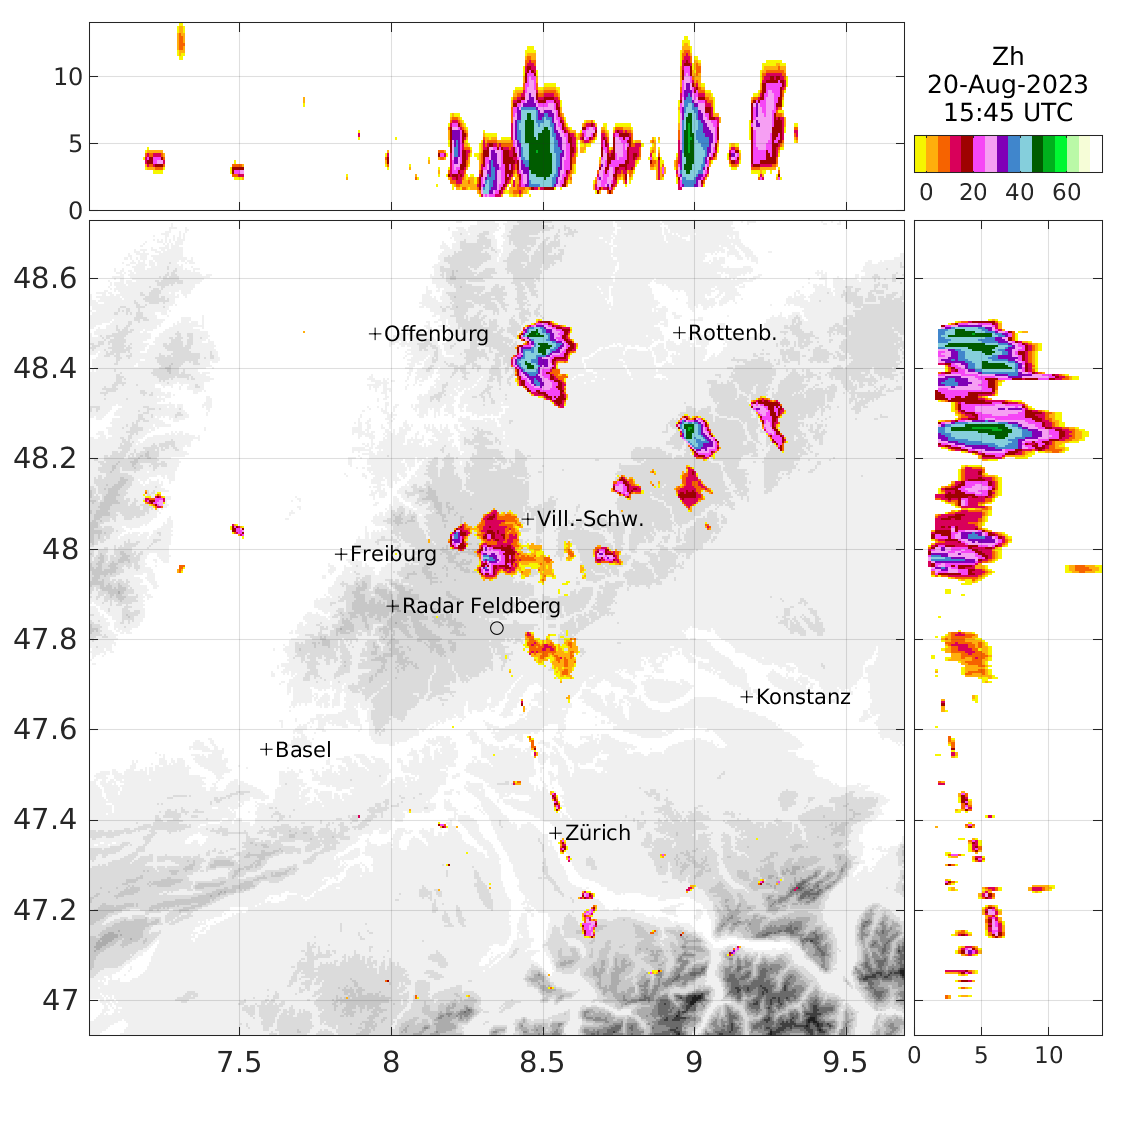 10
5
0
Zh
20-Aug-2023
15:45 UTC
0 20 40 60
48.6
48.4
48.2
48
47.8
47.6
47.4
47.2
47
+Offenburg
+Rottenb.
+Vill.-Schw.
+Freiburg
+Radar Feldberg
+Konstanz
+Basel
+Zürich
7.5 8 8.5 9 9.5
0 5 10